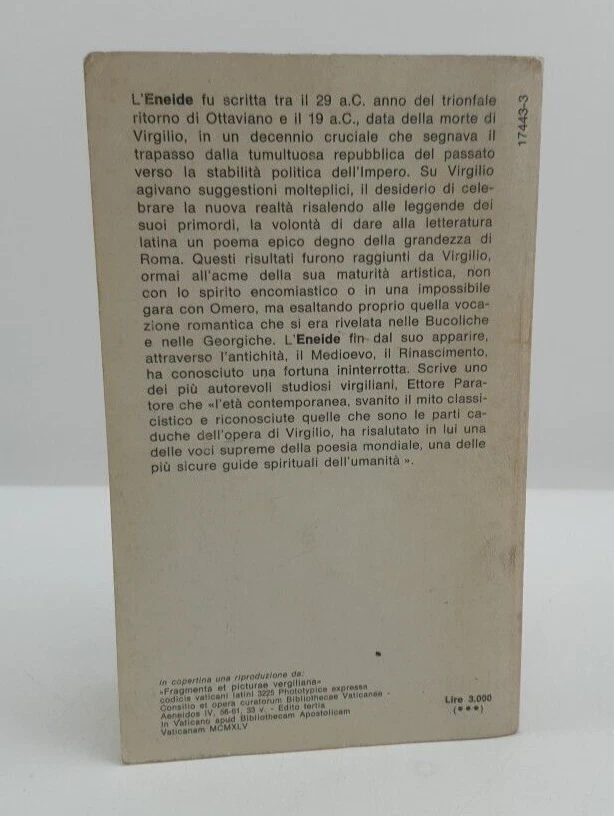 L'Eneide fu scritta tra il 29 a.C. anno del trionfale
ritorno di Ottaviano e il 19 a.C., data della morte di
Virgilio, in un decennio cruciale che segnava il
trapasso dalla tumultuosa repubblica del passato
verso la stabilità politica dell'Impero. Su Virgilio
agivano suggestioni molteplici, il desiderio di cele-
brare la nuova realtà risalendo alle leggende dei
suoi primordi, la volontà di dare alla letteratura
latina un poema epico degno della grandezza di
Roma. Questi risultati furono raggiunti da Virgilio,
ormai all'acme della sua maturità artistica, non
con lo spirito encomiastico o in una impossibile
gara con Omero, ma esaltando proprio quella voca-
zione romantica che si era rivelata nelle Bucoliche
e nelle Georgiche. L'Eneide fin dal suo apparire,
attraverso l'antichità, il Medioevo, il Rinascimento,
ha conosciuto una fortuna ininterrotta. Scrive uno
dei più autorevoli studiosi virgiliani, Ettore Para-
tore che «l'età contemporanea, svanito il mito classi-
cistico e riconosciute quelle che sono le parti ca-
duche dell'opera di Virgilio, ha risalutato in lui una
delle voci supreme della poesia mondiale, una delle
più sicure guide spirituali dell'umanità ».
17443-3
In copertina una riproduzione da:
«Fragmenta et picturae vergiliana»
codicis vaticani latini 3225 Phototypice expressa
Consilio et opera curatorum Bibliothecae Vaticanae -
Aeneidos IV, 56-61, 33 v. - Edito tertia
In Vaticano apud Bibliothecam Apostolicam
Vaticanam MCMXLV
Lire 3.000
(●●●)